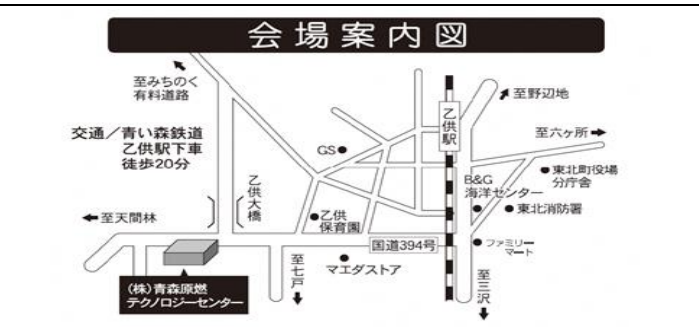 会場案内図
至みちのく
有料道路
交通／青い森鉄道
乙供駅下車
徒歩20分
乙供駅
至野辺地
至六ヶ所
GS
東北町役場
分庁舎
B&G
海洋センター
東北消防署
乙供大橋
乙供
保育園
至天間林
国道394号
ファミリー
マート
至七戸
マエダストア
至三沢
(株)青森原燃
テクノロジーセンター